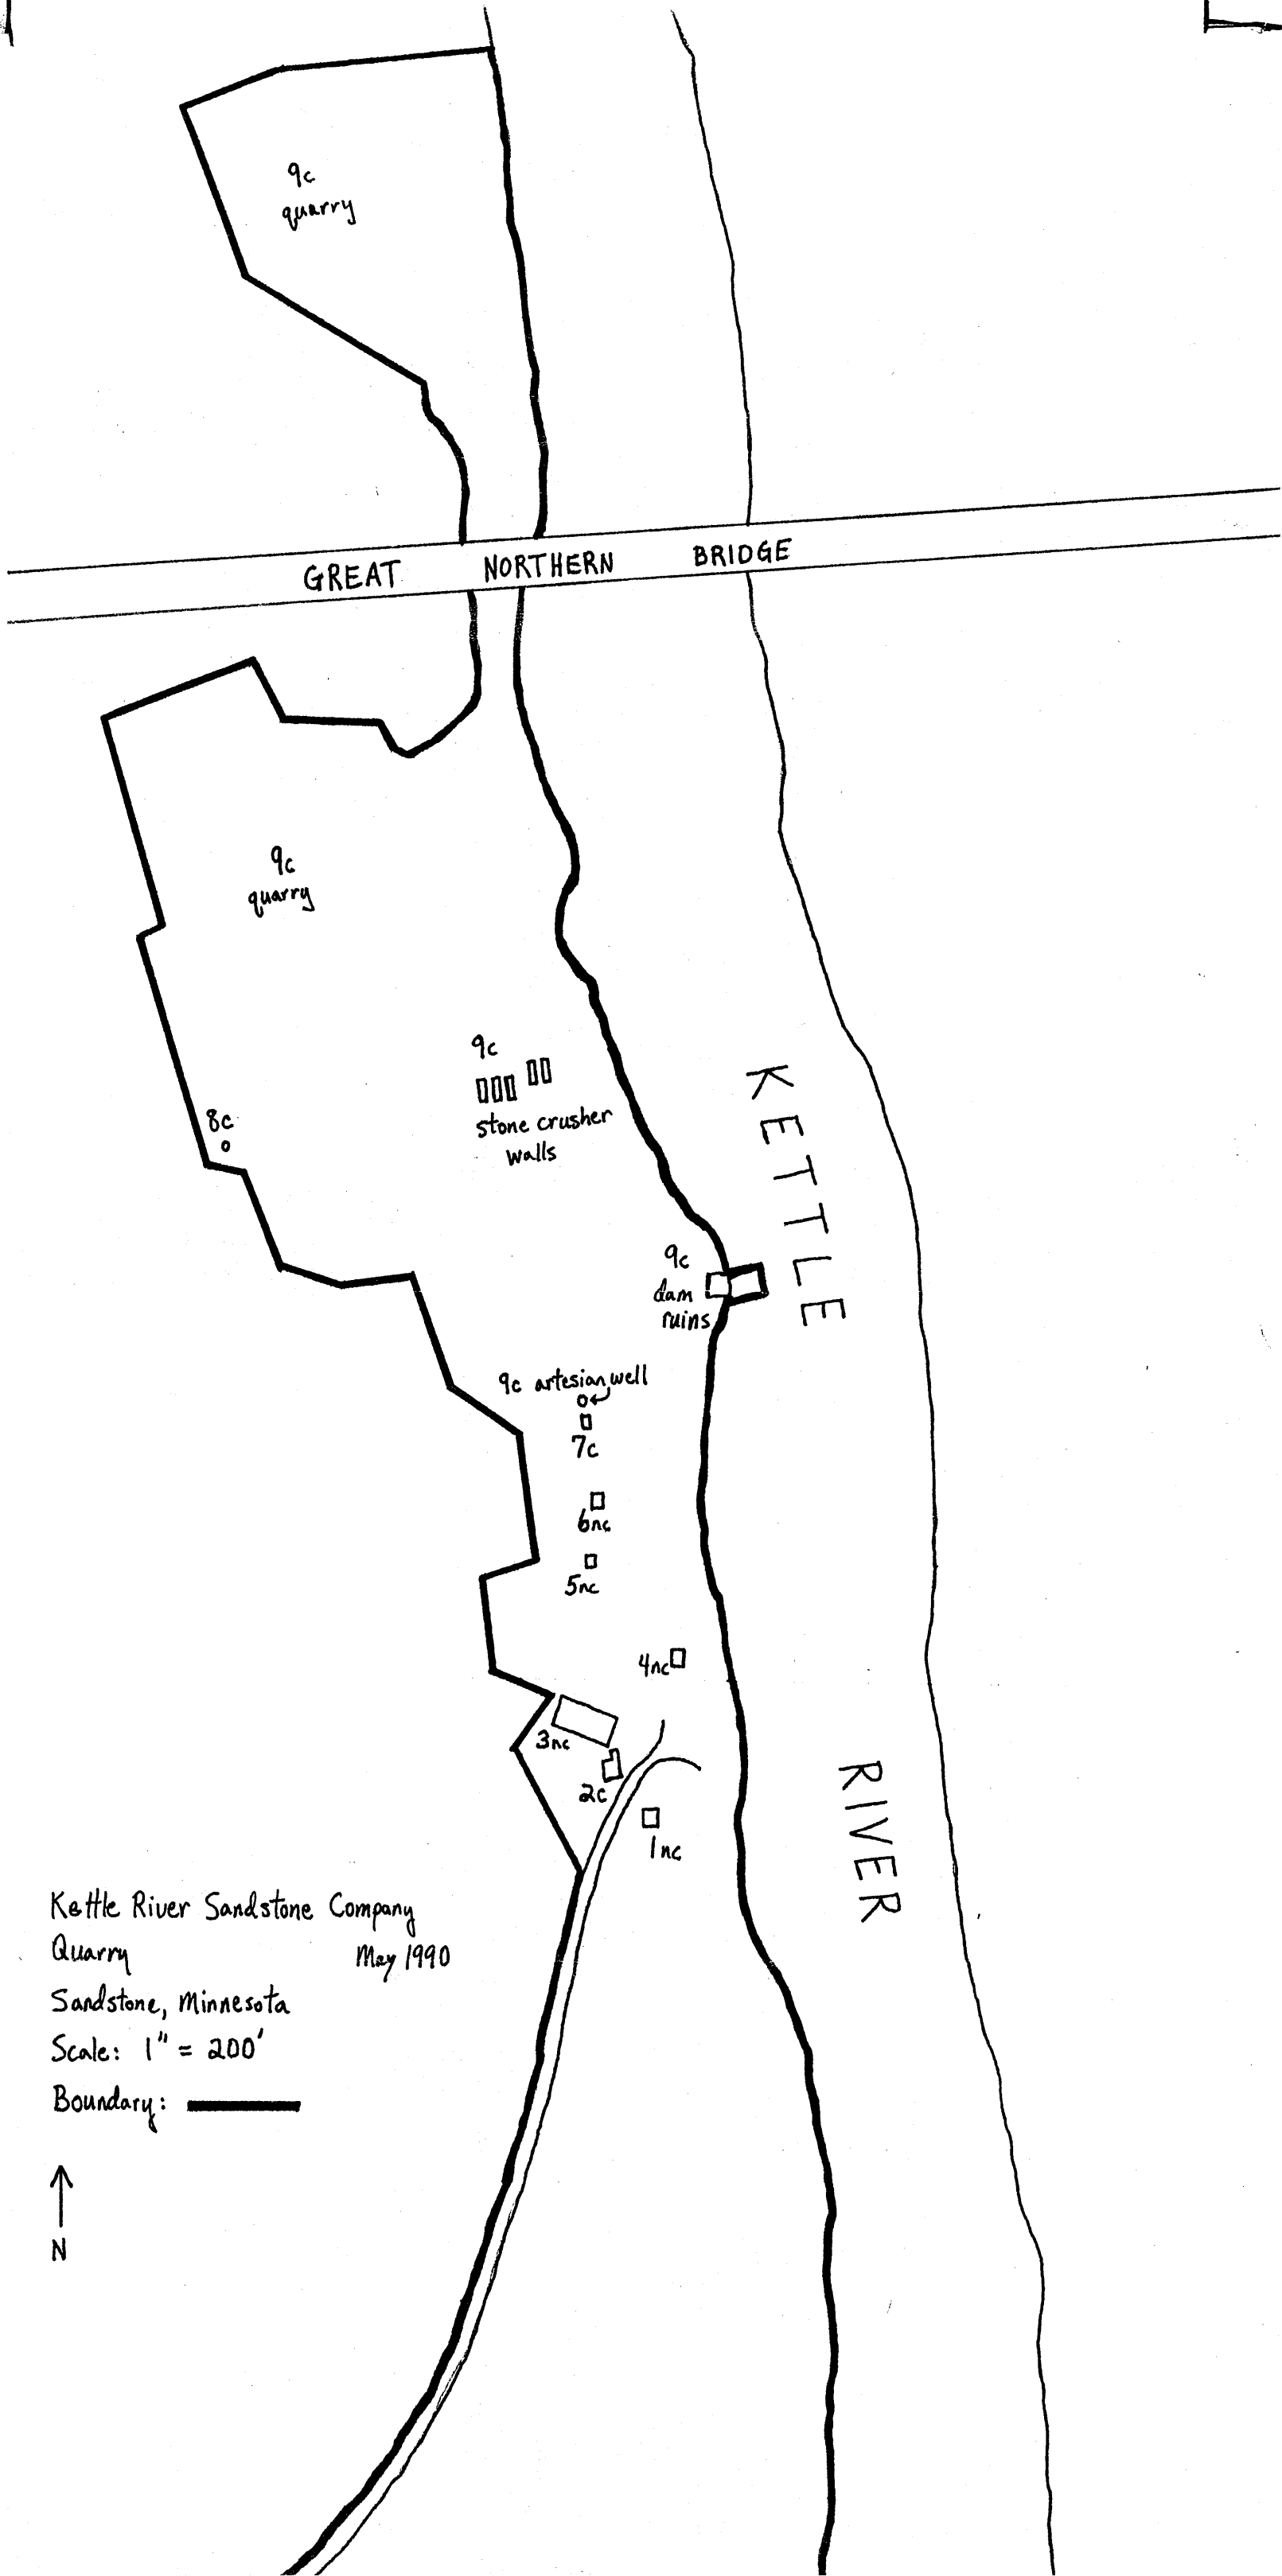 9c
quarry
GREAT NORTHERN BRIDGE
9c
quarry
9c
stone crusher
walls
8c
KETTLE
9c
dam
ruins
9c artesian well
7c
6nc
5nc
4nc
3nc
2c
1nc
RIVER
Kettle River Sandstone Company
Quarry May 1990
Sandstone, Minnesota
Scale: 1" = 200'
Boundary:
N